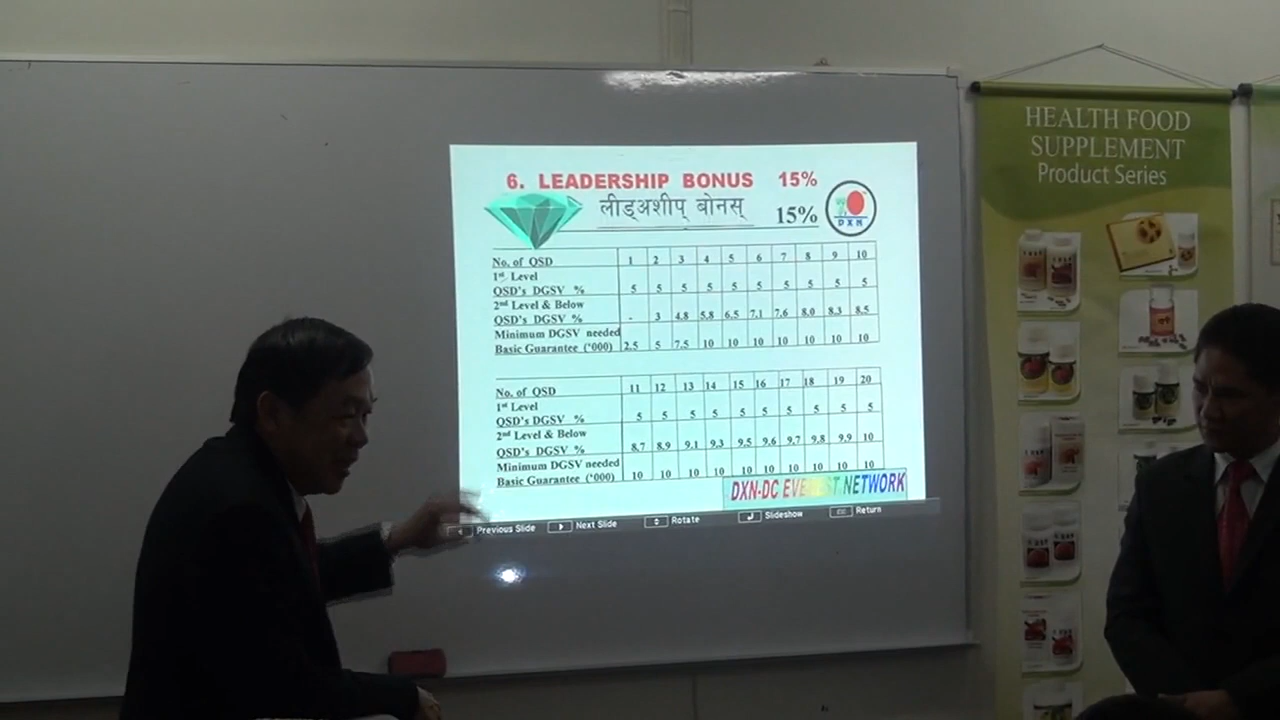 6. LEADERSHIP BONUS 15%
लीड्अशीप् बोनस् 15%
DXN
No. of QSD 1 2 3 4 5 6 7 8 9 10
1st Level
QSD's DGSV % 5 5 5 5 5 5 5 5 5 5
2nd Level & Below
QSD's DGSV % - 3 4.8 5.8 6.5 7.1 7.6 8.0 8.3 8.5
Minimum DGSV needed
Basic Guarantee ('000) 2.5 5 7.5 10 10 10 10 10 10 10
No. of QSD 11 12 13 14 15 16 17 18 19 20
1st Level
QSD's DGSV % 5 5 5 5 5 5 5 5 5 5
2nd Level & Below
QSD's DGSV % 8.7 8.9 9.1 9.3 9.5 9.6 9.7 9.8 9.9 10
Minimum DGSV needed
Basic Guarantee ('000) 10 10 10 10 10 10 10 10 10 10
DXN-DC EVEREST NETWORK
Previous Slide Next Slide Rotate Slideshow Return
HEALTH FOOD
SUPPLEMENT
Product Series